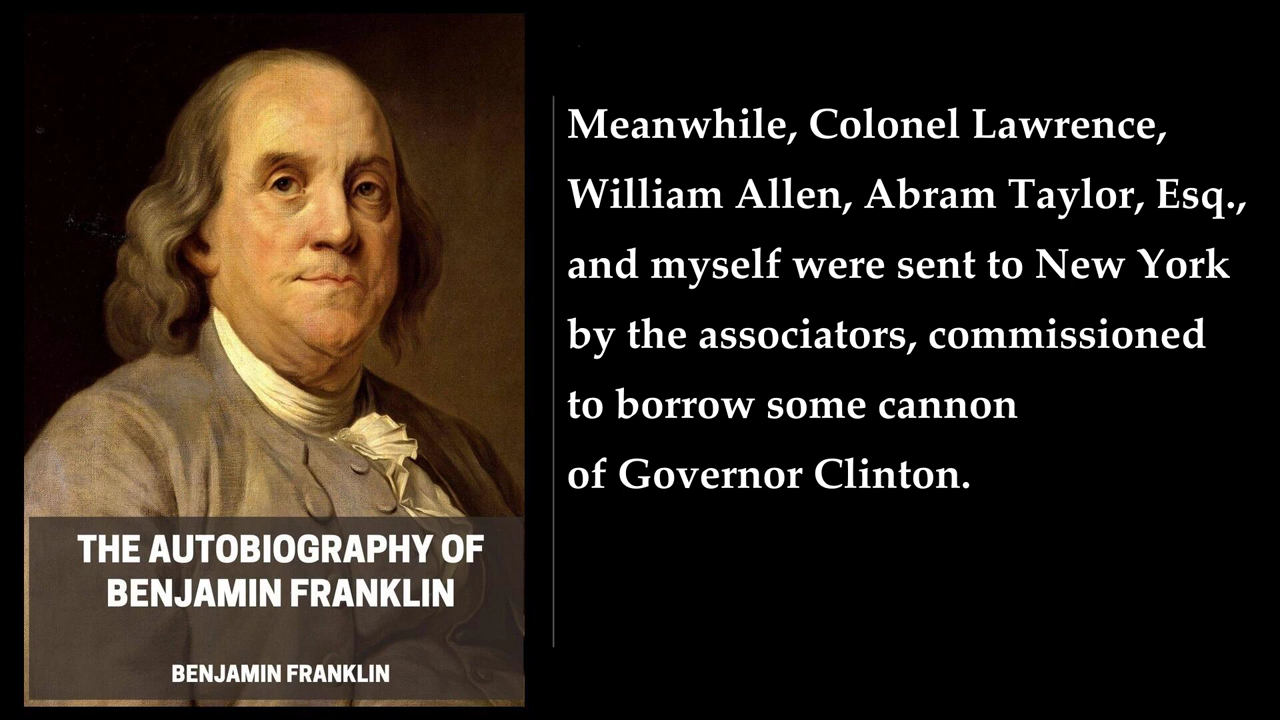 THE AUTOBIOGRAPHY OF
BENJAMIN FRANKLIN
BENJAMIN FRANKLIN
Meanwhile, Colonel Lawrence,
William Allen, Abram Taylor, Esq.,
and myself were sent to New York
by the associators, commissioned
to borrow some cannon
of Governor Clinton.